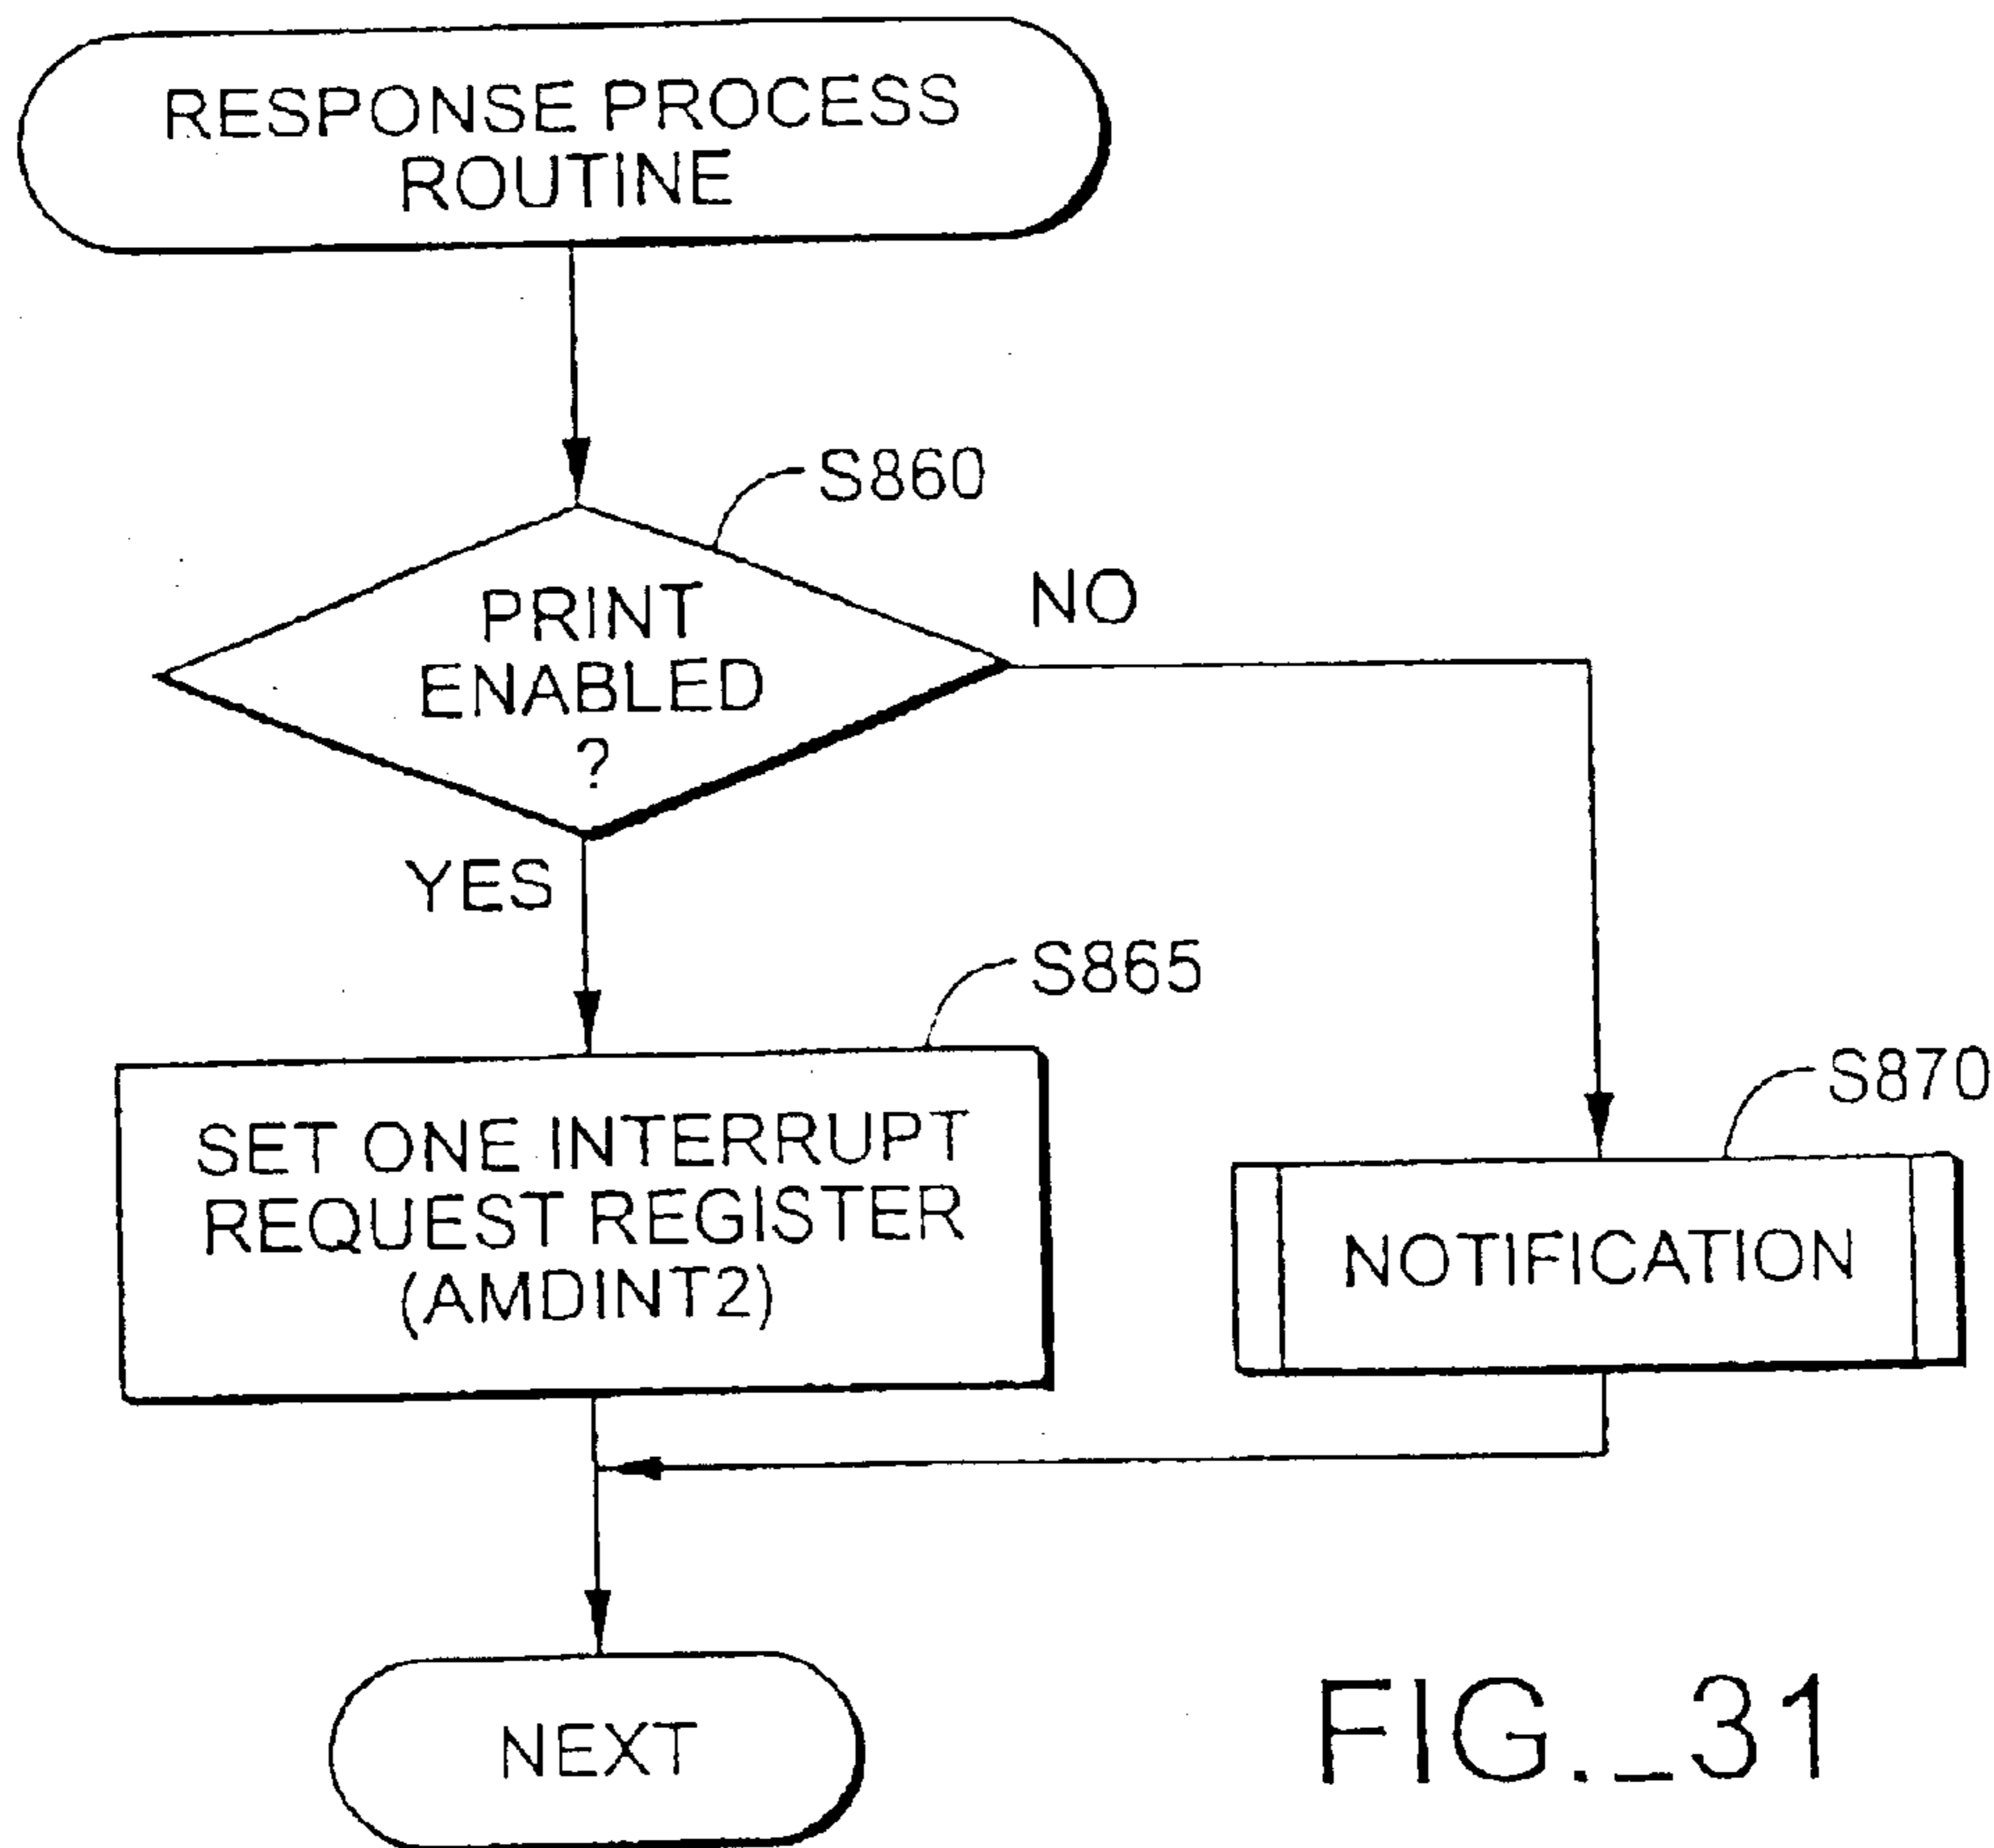 RESPONSE PROCESS
ROUTINE
S860
PRINT
ENABLED
?
NO
YES
S865
SET ONE INTERRUPT
REQUEST REGISTER
(AMDINT2)
S870
NOTIFICATION
NEXT
FIG._31